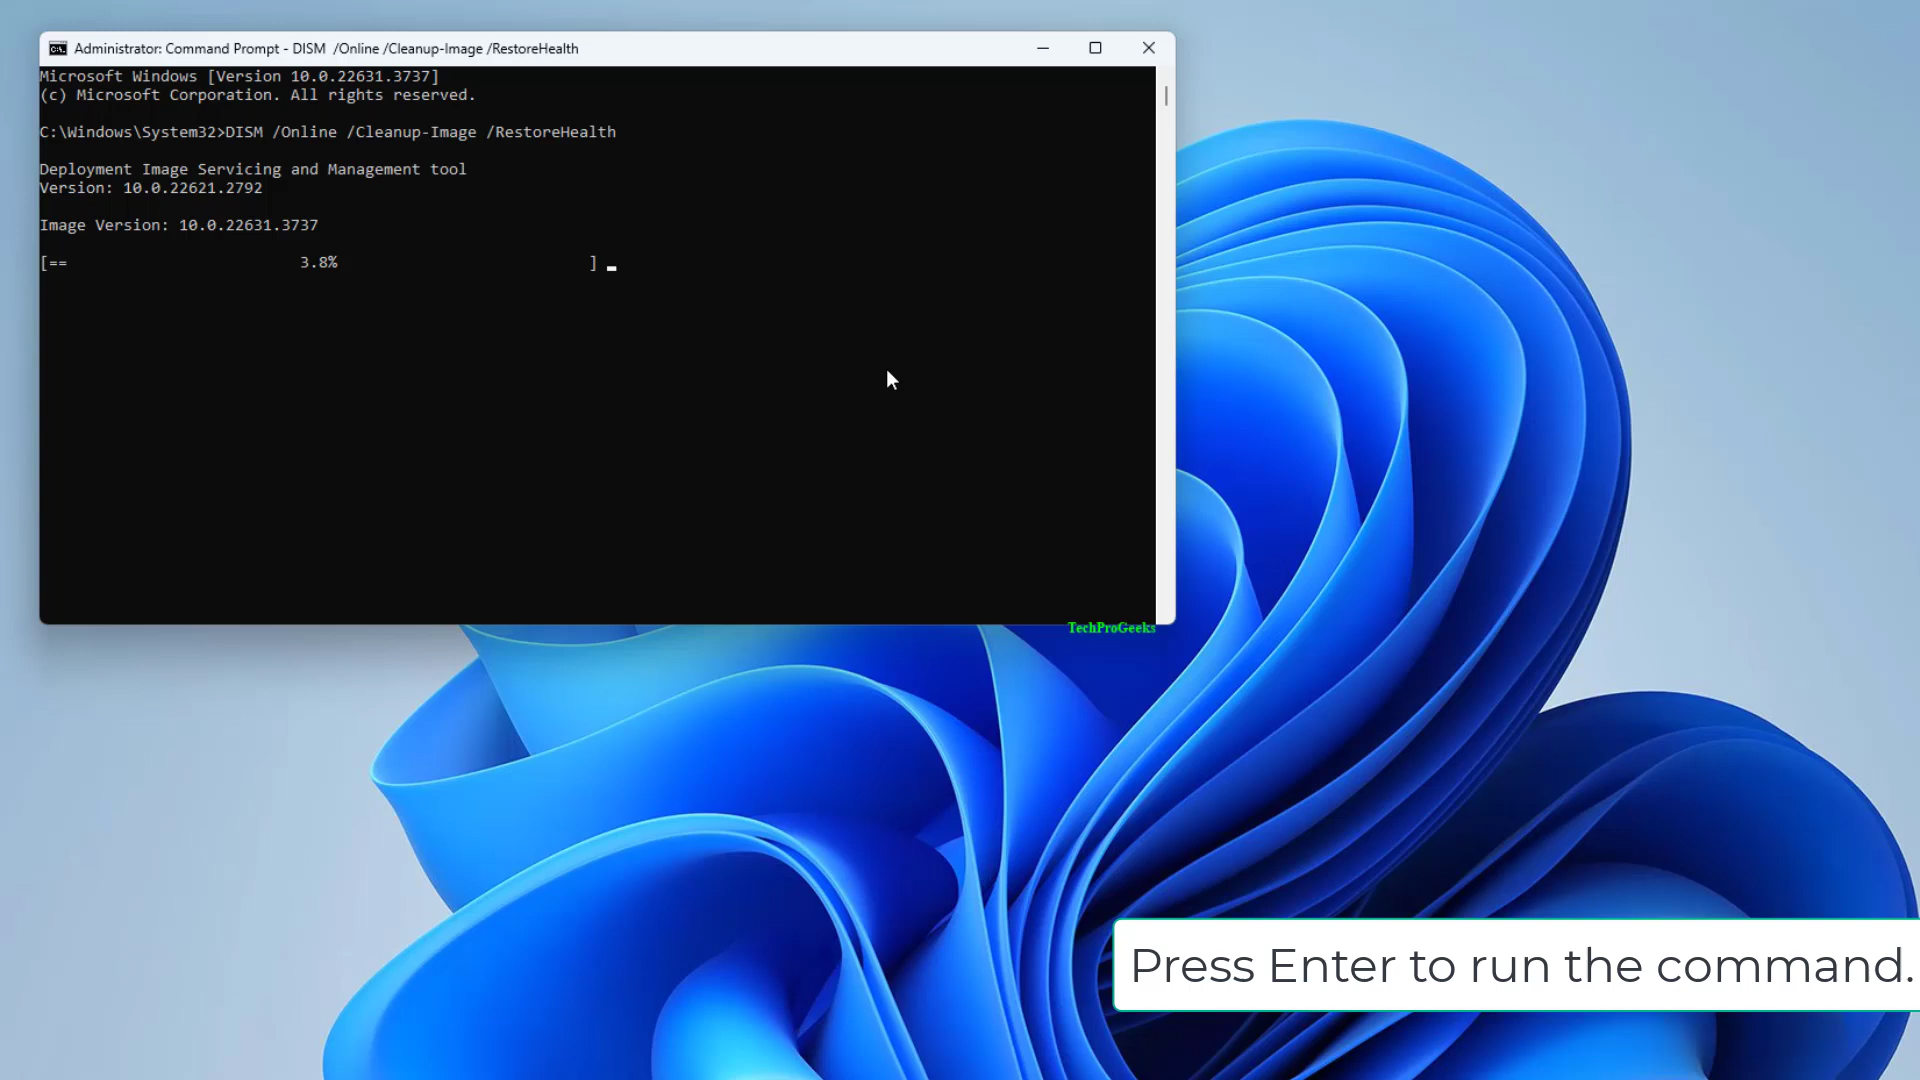 Administrator: Command Prompt - DISM  /Online /Cleanup-Image /RestoreHealth
Microsoft Windows [Version 10.0.22631.3737]
(c) Microsoft Corporation. All rights reserved.
C:\Windows\System32>DISM /Online /Cleanup-Image /RestoreHealth
Deployment Image Servicing and Management tool
Version: 10.0.22621.2792
Image Version: 10.0.22631.3737
[==                         3.8%                           ]
TechProGeeks
Press Enter to run the command.